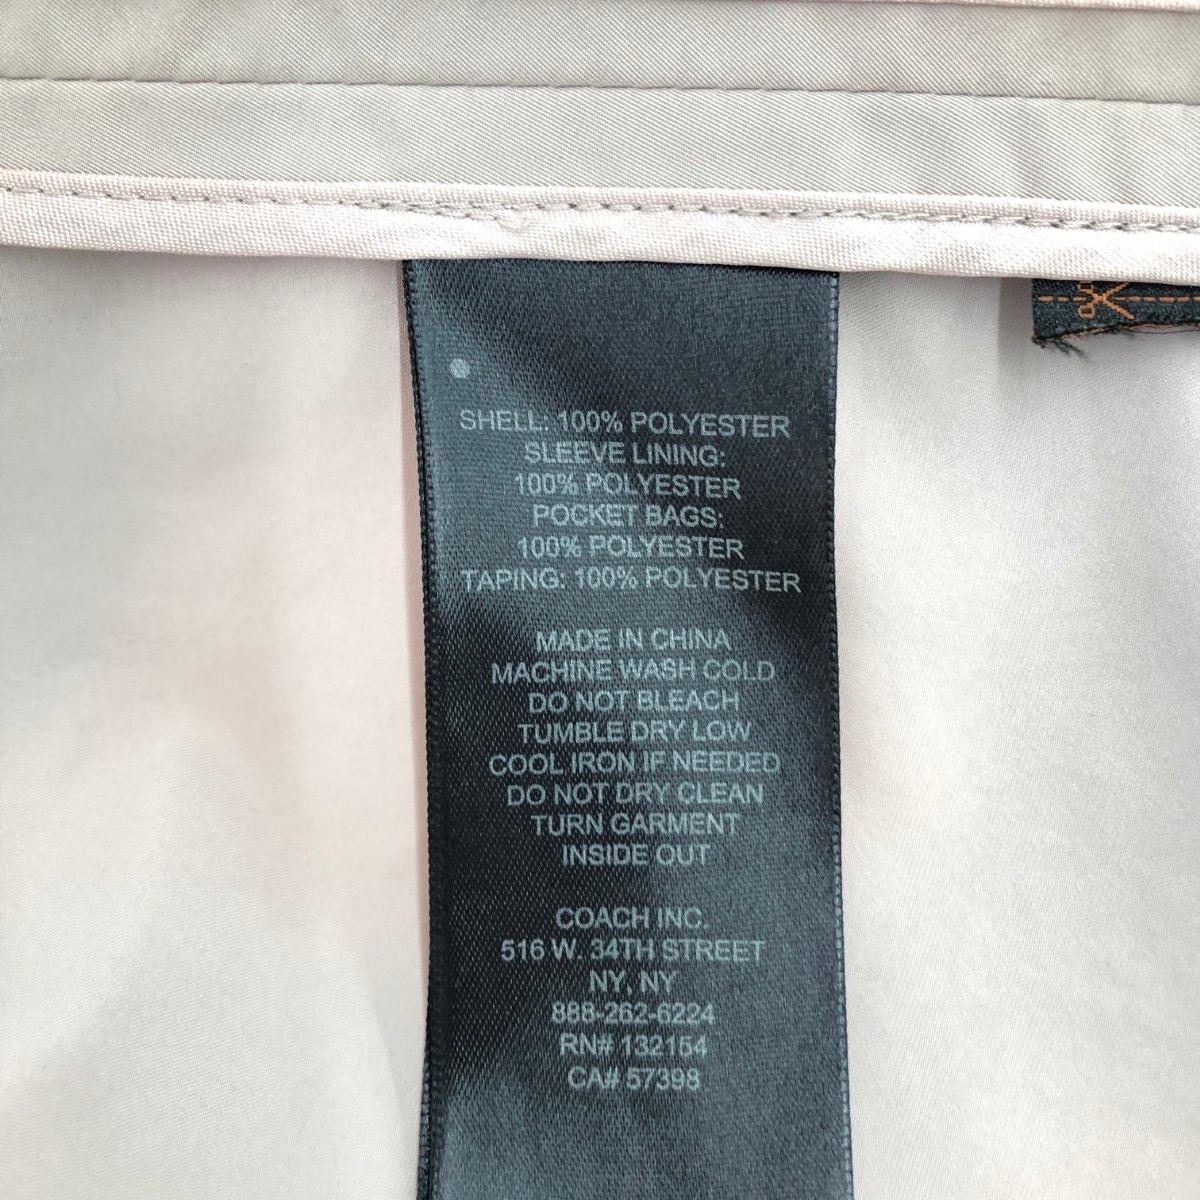 SHELL: 100% POLYESTER
SLEEVE LINING:
100% POLYESTER
POCKET BAGS:
100% POLYESTER
TAPING: 100% POLYESTER
MADE IN CHINA
MACHINE WASH COLD
DO NOT BLEACH
TUMBLE DRY LOW
COOL IRON IF NEEDED
DO NOT DRY CLEAN
TURN GARMENT
INSIDE OUT
COACH INC.
516 W. 34TH STREET
NY, NY
888-262-6224
RN# 132154
CA# 57398